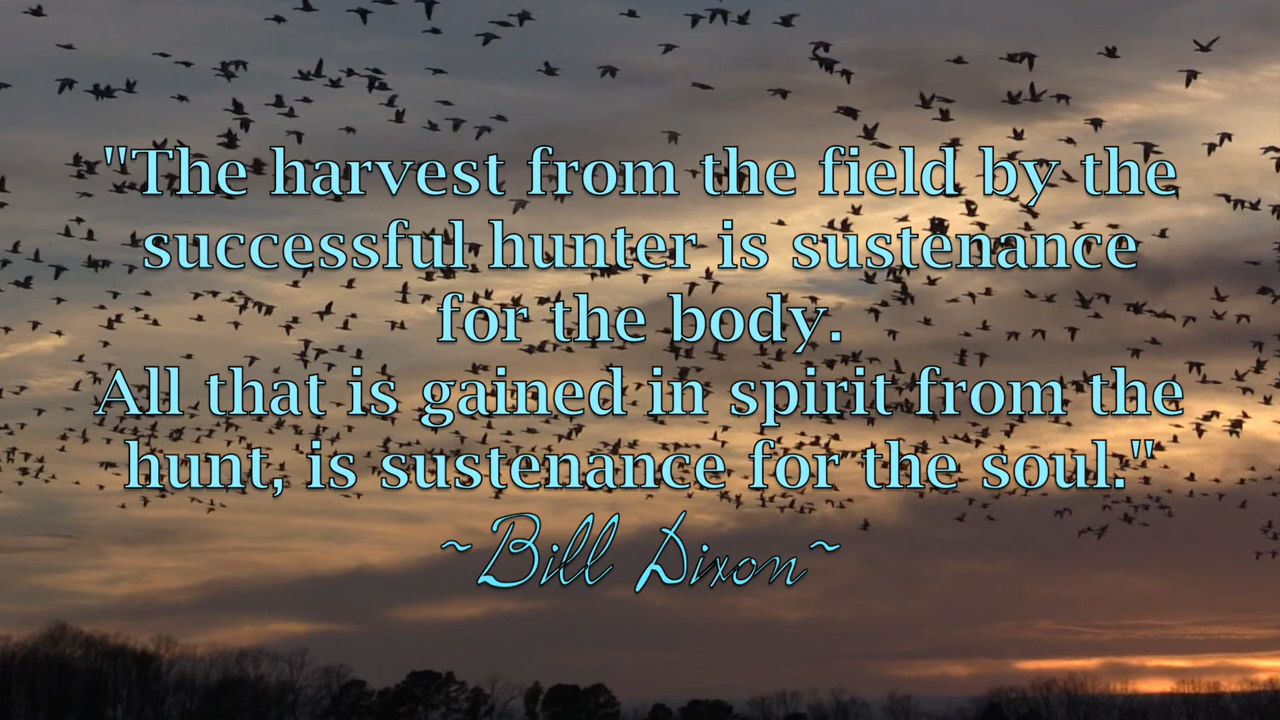 "The harvest from the field by the
successful hunter is sustenance
for the body.
All that is gained in spirit from the
hunt, is sustenance for the soul."
~Bill Dixon~